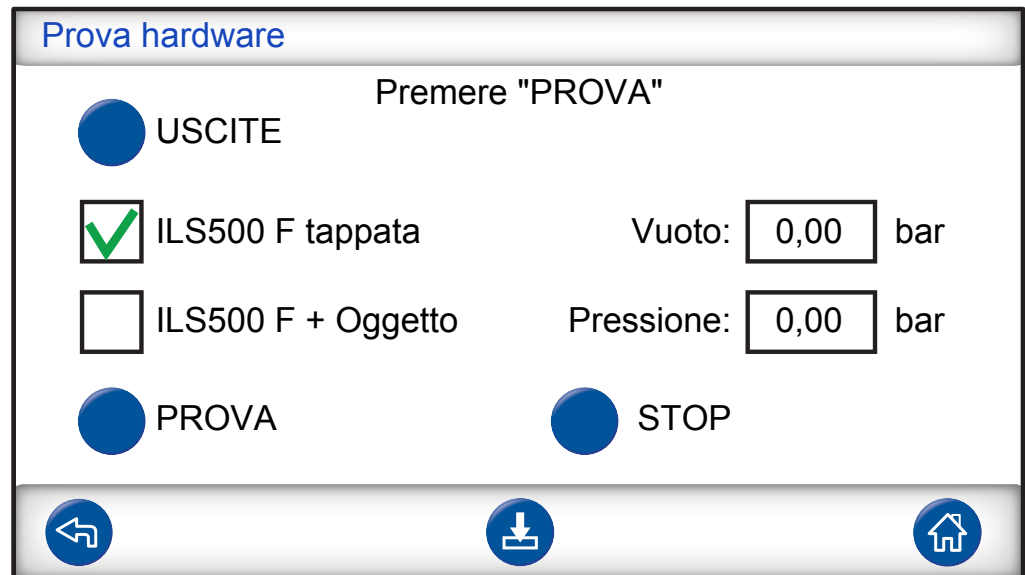 Prova hardware
Premere "PROVA"
USCITE
ILS500 F tappata
Vuoto: 0,00 bar
ILS500 F + Oggetto
Pressione: 0,00 bar
PROVA
STOP